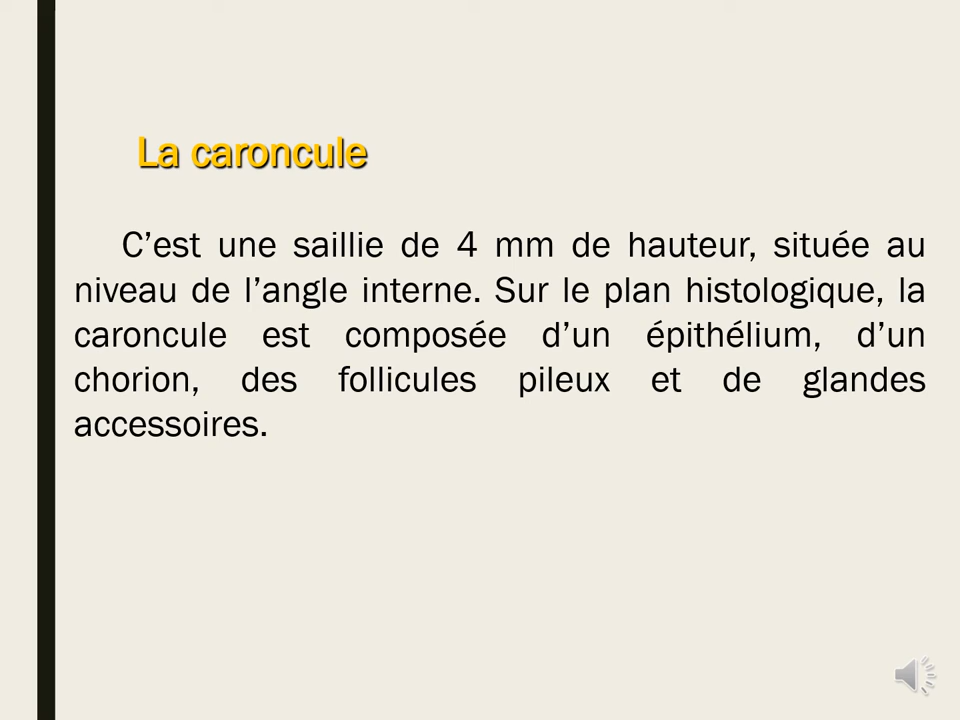 La caroncule
C’est une saillie de 4 mm de hauteur, située au
niveau de l’angle interne. Sur le plan histologique, la
caroncule est composée d’un épithélium, d’un
chorion, des follicules pileux et de glandes
accessoires.